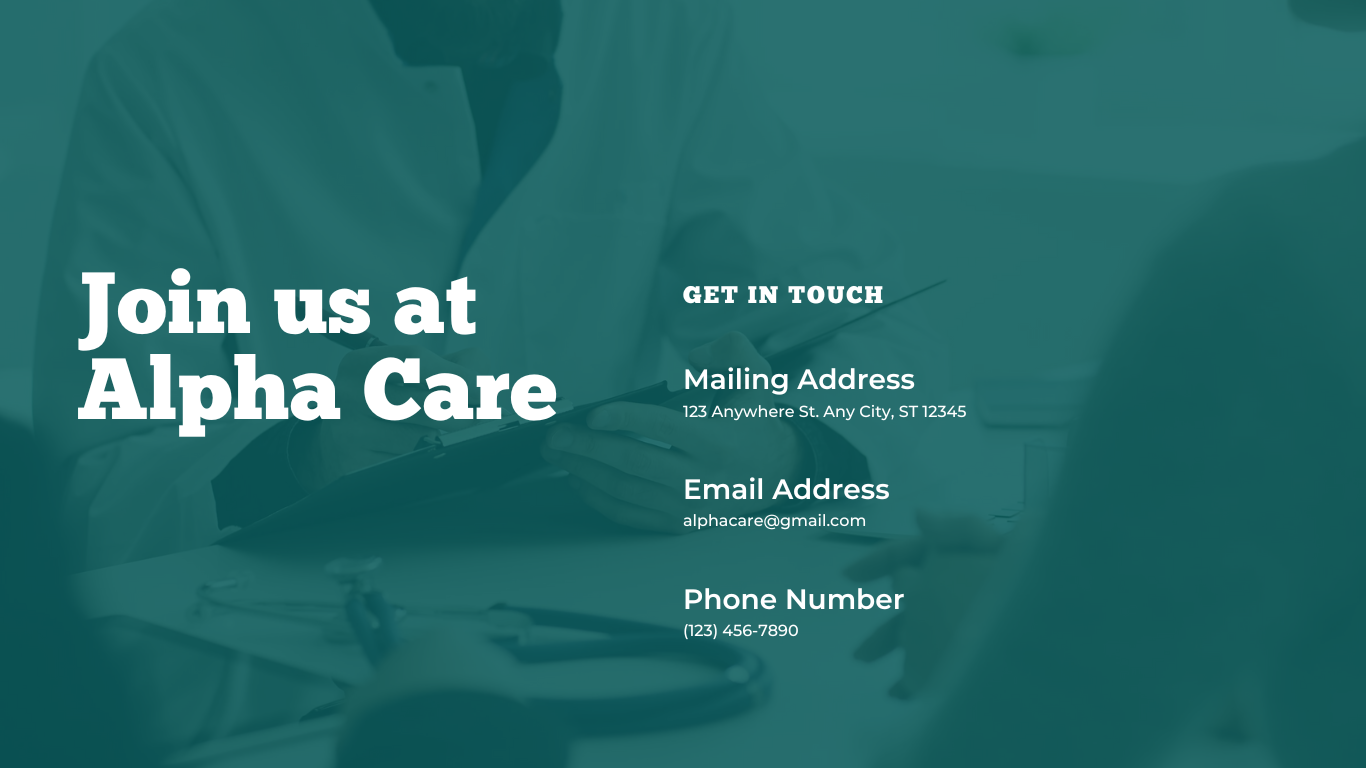 Join us at
Alpha Care
GET IN TOUCH
Mailing Address
123 Anywhere St. Any City, ST 12345
Email Address
alphacare@gmail.com
Phone Number
(123) 456-7890